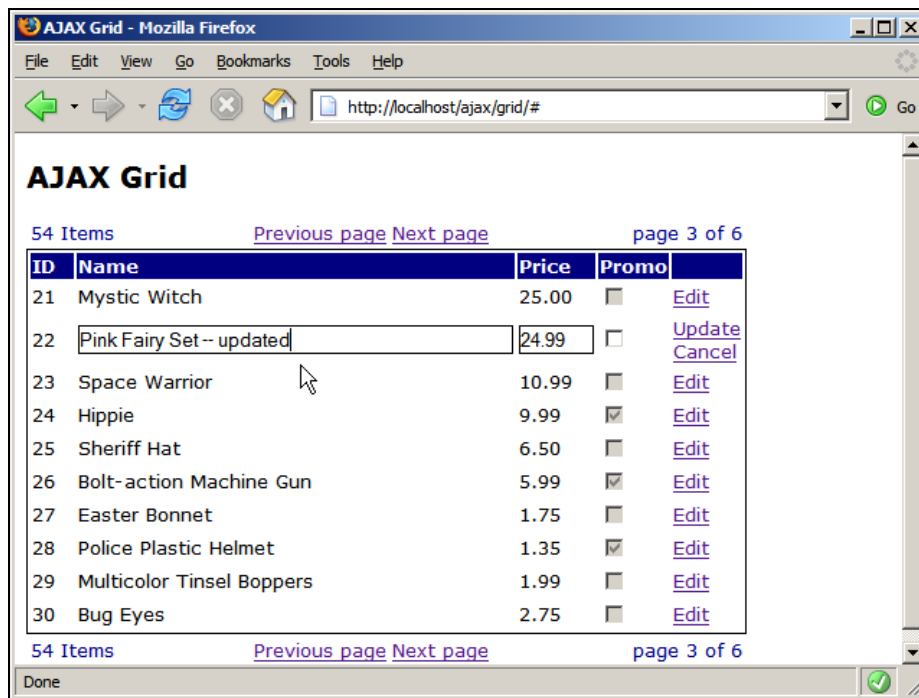 AJAX Grid - Mozilla Firefox
File Edit View Go Bookmarks Tools Help
http://localhost/ajax/grid/# Go
AJAX Grid
54 Items Previous page Next page page 3 of 6
ID Name Price Promo
21 Mystic Witch 25.00 Edit
22 Pink Fairy Set -- updated 24.99 Update
Cancel
23 Space Warrior 10.99 Edit
24 Hippie 9.99 Edit
25 Sheriff Hat 6.50 Edit
26 Bolt-action Machine Gun 5.99 Edit
27 Easter Bonnet 1.75 Edit
28 Police Plastic Helmet 1.35 Edit
29 Multicolor Tinsel Boppers 1.99 Edit
30 Bug Eyes 2.75 Edit
54 Items Previous page Next page page 3 of 6
Done